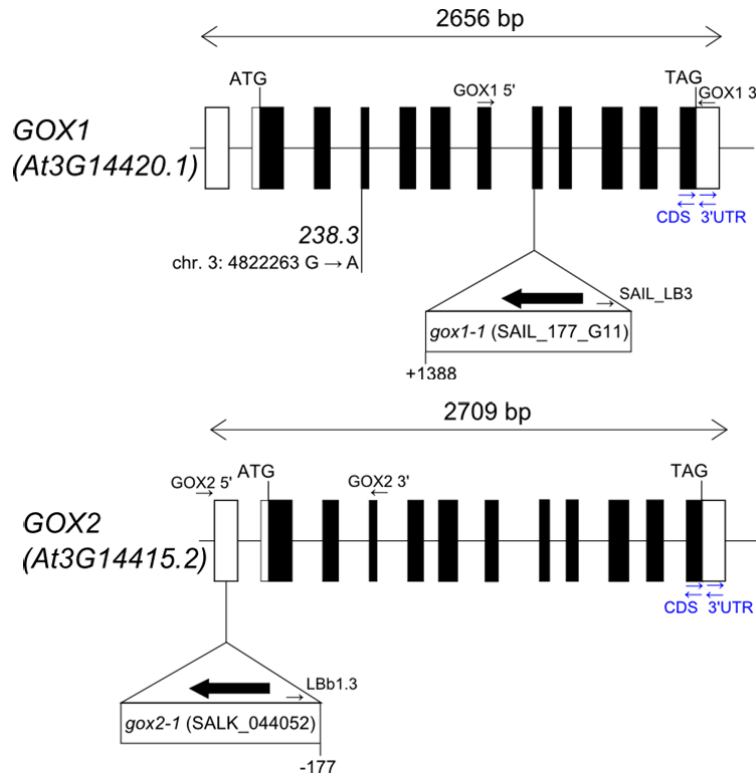 2656 bp
ATG
TAG
GOX1 5'
GOX1 3
GOX1
(At3G14420.1)
CDS 3'UTR
238.3
chr. 3: 4822263 G → A
SAIL_LB3
gox1-1 (SAIL_177_G11)
+1388
2709 bp
GOX2 5'
ATG
GOX2 3'
TAG
GOX2
(At3G14415.2)
CDS 3'UTR
LBb1.3
gox2-1 (SALK_044052)
-177